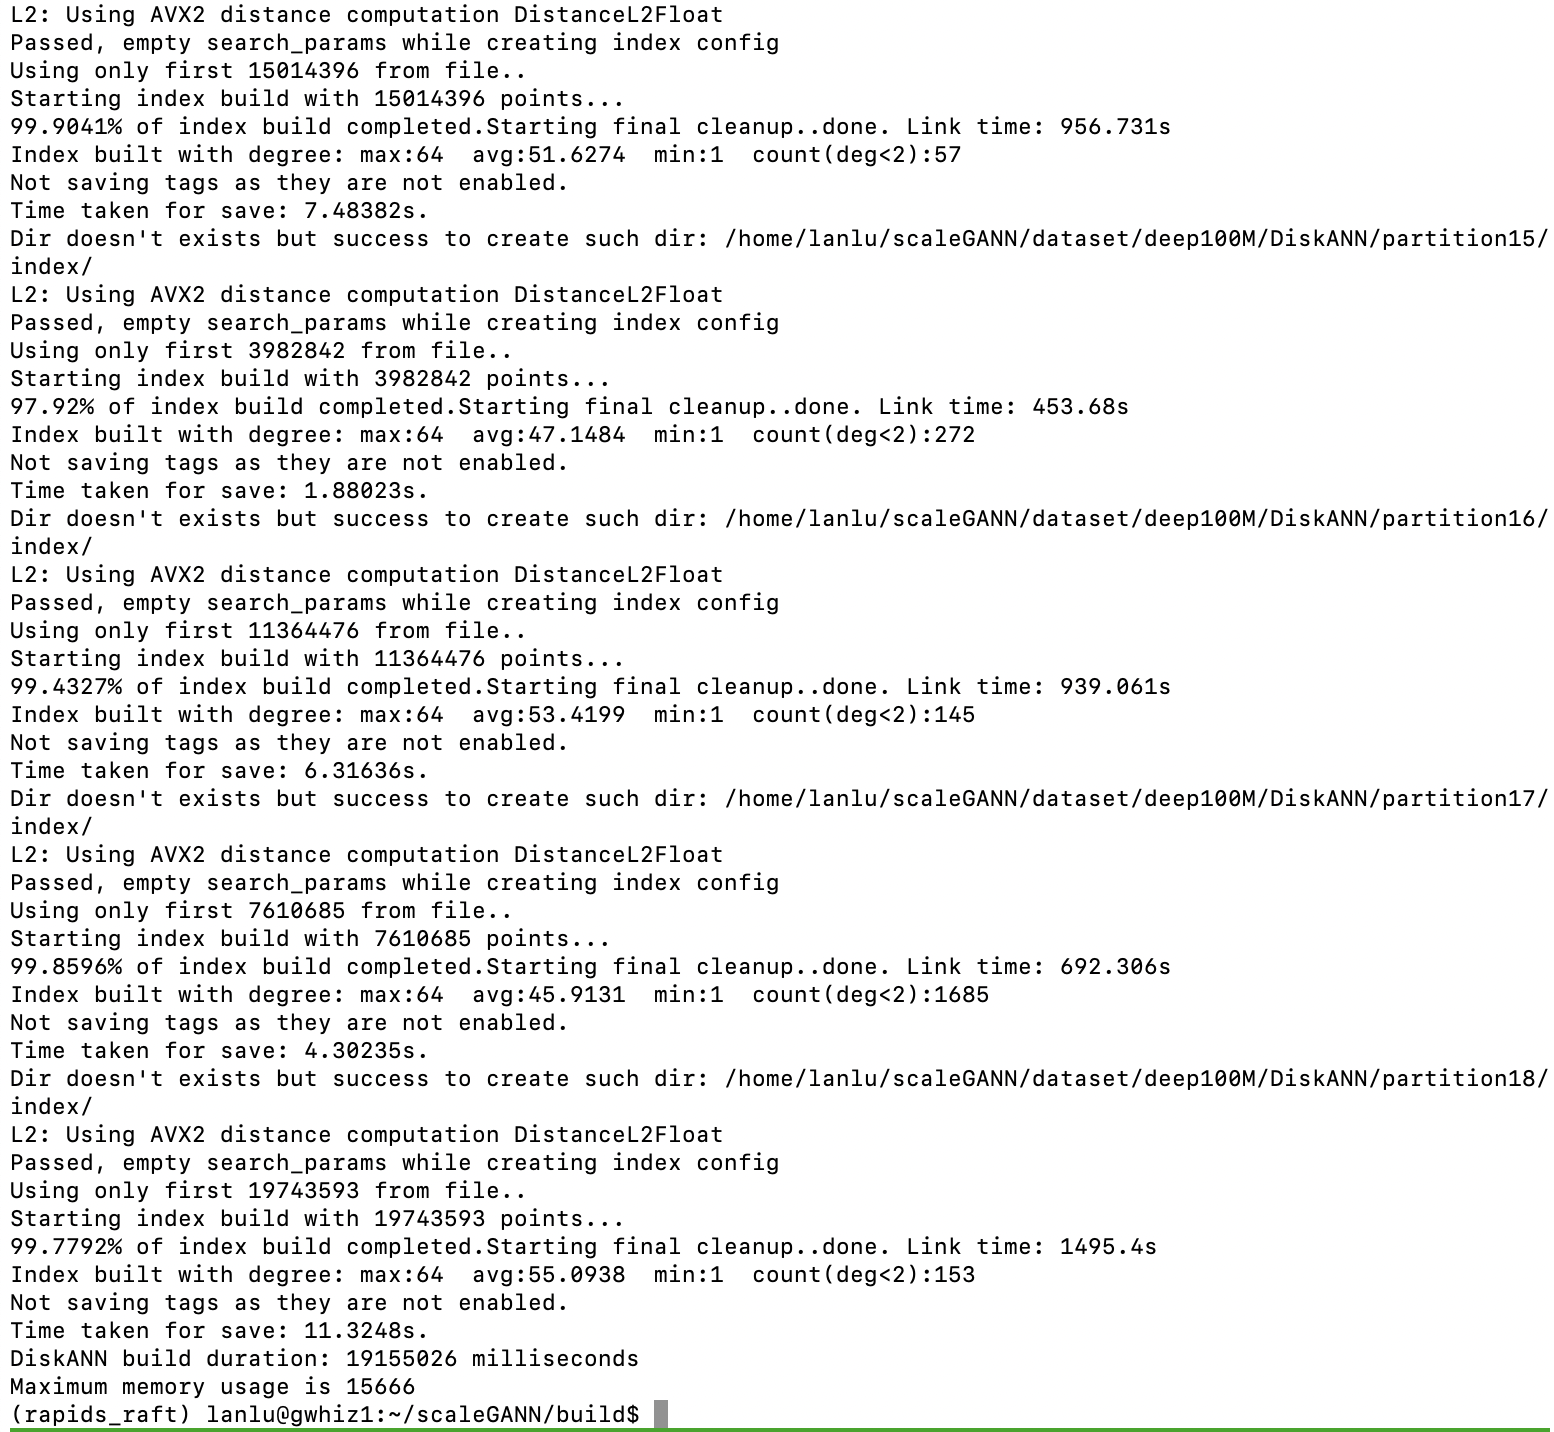 L2: Using AVX2 distance computation DistanceL2Float
Passed, empty search_params while creating index config
Using only first 15014396 from file..
Starting index build with 15014396 points...
99.9041% of index build completed.Starting final cleanup..done. Link time: 956.731s
Index built with degree: max:64  avg:51.6274  min:1  count(deg<2):57
Not saving tags as they are not enabled.
Time taken for save: 7.48382s.
Dir doesn't exists but success to create such dir: /home/lanlu/scaleGANN/dataset/deep100M/DiskANN/partition15/
index/
L2: Using AVX2 distance computation DistanceL2Float
Passed, empty search_params while creating index config
Using only first 3982842 from file..
Starting index build with 3982842 points...
97.92% of index build completed.Starting final cleanup..done. Link time: 453.68s
Index built with degree: max:64  avg:47.1484  min:1  count(deg<2):272
Not saving tags as they are not enabled.
Time taken for save: 1.88023s.
Dir doesn't exists but success to create such dir: /home/lanlu/scaleGANN/dataset/deep100M/DiskANN/partition16/
index/
L2: Using AVX2 distance computation DistanceL2Float
Passed, empty search_params while creating index config
Using only first 11364476 from file..
Starting index build with 11364476 points...
99.4327% of index build completed.Starting final cleanup..done. Link time: 939.061s
Index built with degree: max:64  avg:53.4199  min:1  count(deg<2):145
Not saving tags as they are not enabled.
Time taken for save: 6.31636s.
Dir doesn't exists but success to create such dir: /home/lanlu/scaleGANN/dataset/deep100M/DiskANN/partition17/
index/
L2: Using AVX2 distance computation DistanceL2Float
Passed, empty search_params while creating index config
Using only first 7610685 from file..
Starting index build with 7610685 points...
99.8596% of index build completed.Starting final cleanup..done. Link time: 692.306s
Index built with degree: max:64  avg:45.9131  min:1  count(deg<2):1685
Not saving tags as they are not enabled.
Time taken for save: 4.30235s.
Dir doesn't exists but success to create such dir: /home/lanlu/scaleGANN/dataset/deep100M/DiskANN/partition18/
index/
L2: Using AVX2 distance computation DistanceL2Float
Passed, empty search_params while creating index config
Using only first 19743593 from file..
Starting index build with 19743593 points...
99.7792% of index build completed.Starting final cleanup..done. Link time: 1495.4s
Index built with degree: max:64  avg:55.0938  min:1  count(deg<2):153
Not saving tags as they are not enabled.
Time taken for save: 11.3248s.
DiskANN build duration: 19155026 milliseconds
Maximum memory usage is 15666
(rapids_raft) lanlu@gwhiz1:~/scaleGANN/build$